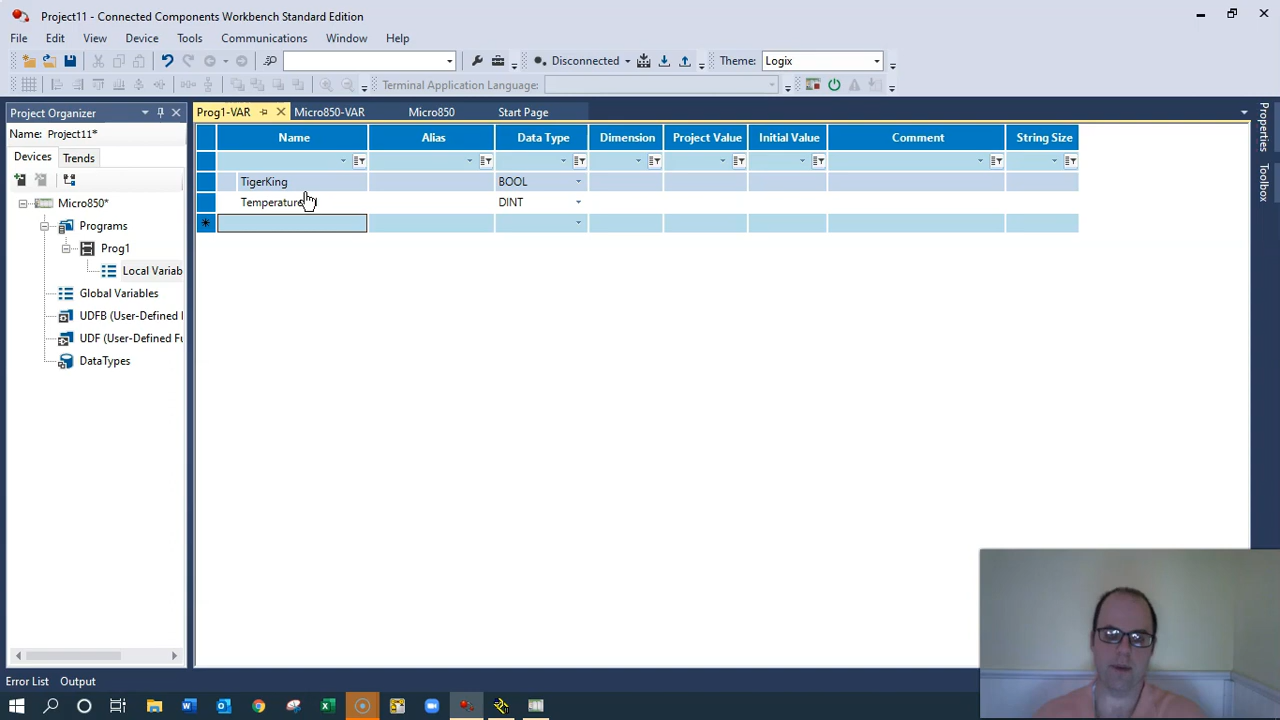 Project11 - Connected Components Workbench Standard Edition
File Edit View Device Tools Communications Window Help
Disconnected Theme: Logix
Terminal Application Language:
Project Organizer
Prog1-VAR Micro850-VAR Micro850 Start Page
Name: Project11*
Name Alias Data Type Dimension Project Value Initial Value Comment String Size
Devices Trends
TigerKing BOOL
Micro850*
Temperature DINT
Programs
Prog1
Local Variab
Global Variables
UDFB (User-Defined
UDF (User-Defined Fu
DataTypes
Properties
Toolbox
Error List Output